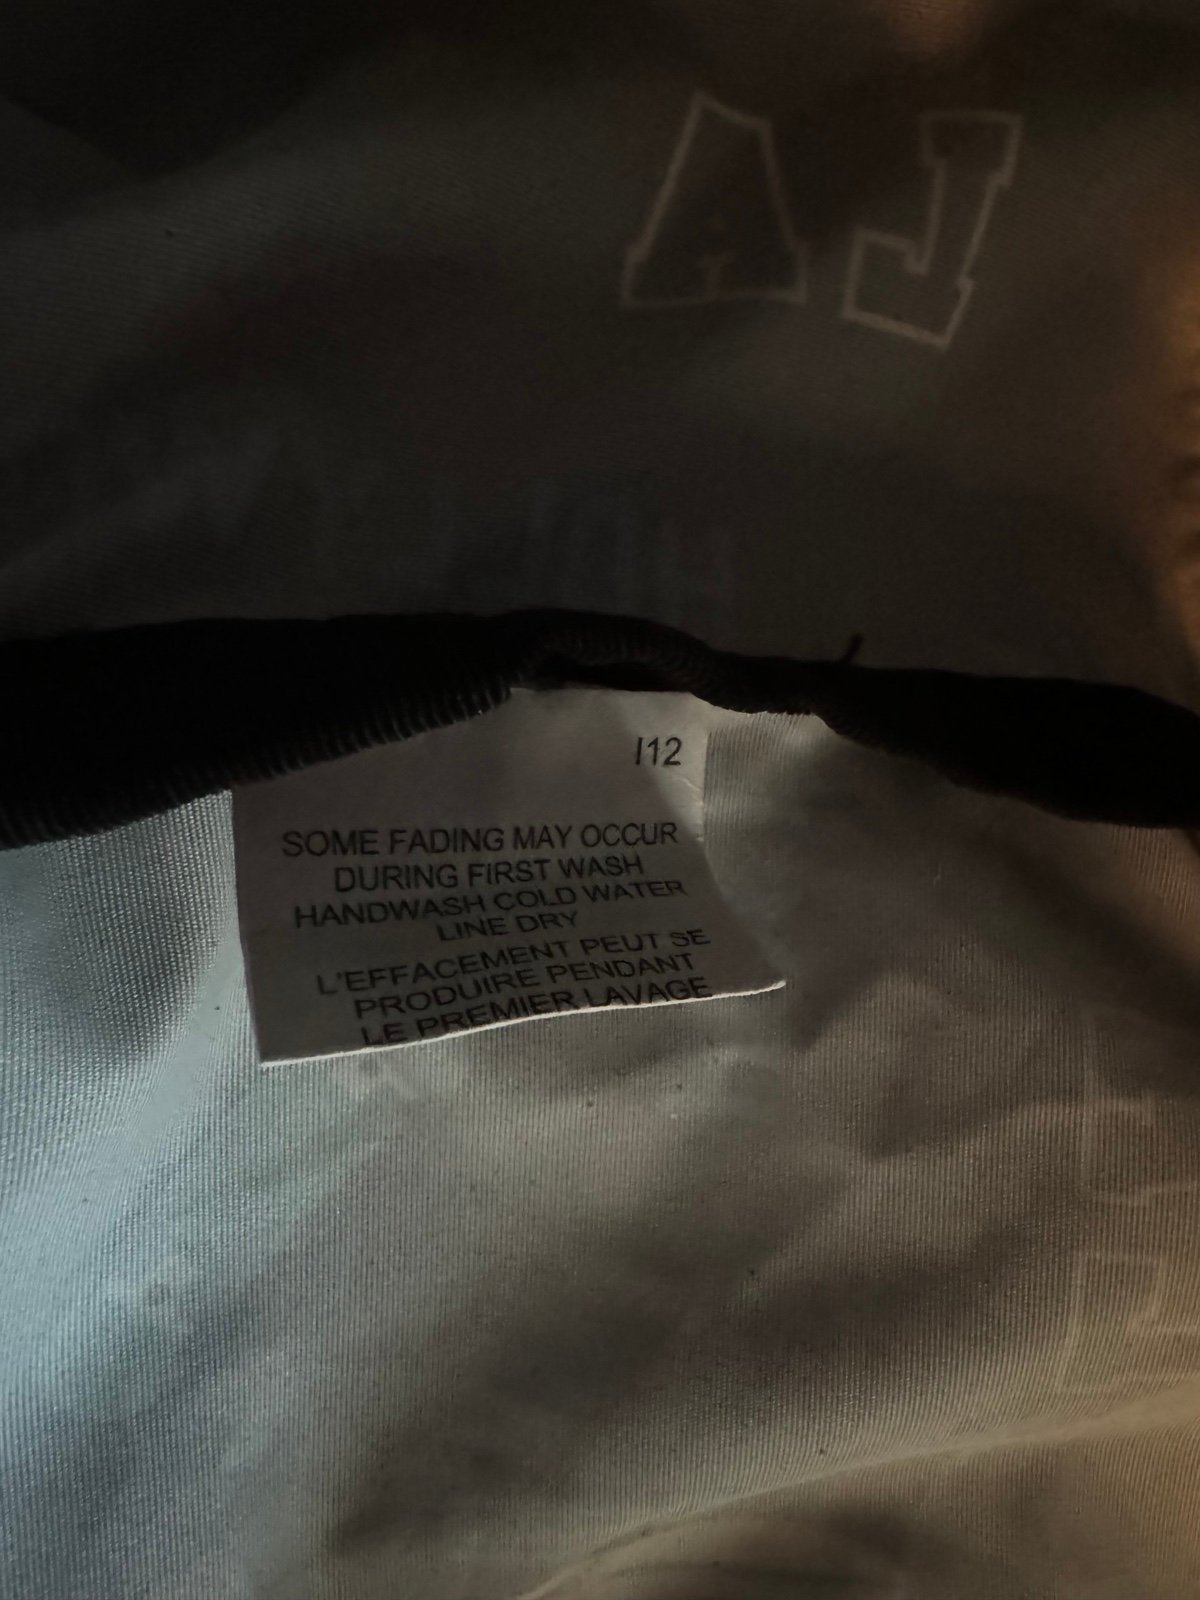 AJ
I12
SOME FADING MAY OCCUR
DURING FIRST WASH
HANDWASH COLD WATER
LINE DRY
L'EFFACEMENT PEUT SE
PRODUIRE PENDANT
LE PREMIER LAVAGE